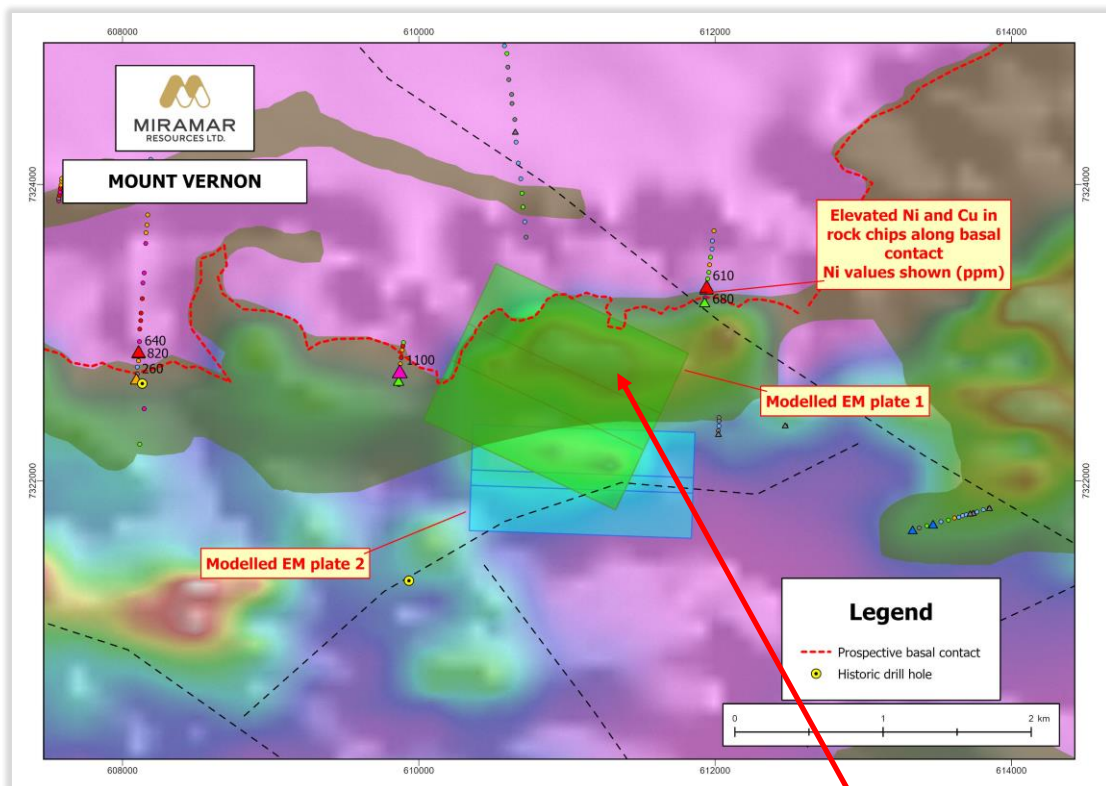 608000
610000
612000
614000
MIRAMAR
RESOURCES LTD.
MOUNT VERNON
7324000
7324000
Elevated Ni and Cu in
rock chips along basal
contact
Ni values shown (ppm)
610
680
640
820
260
1100
Modelled EM plate 1
7322000
7322000
Modelled EM plate 2
Legend
Prospective basal contact
Historic drill hole
0
1
2 km
608000
610000
612000
614000